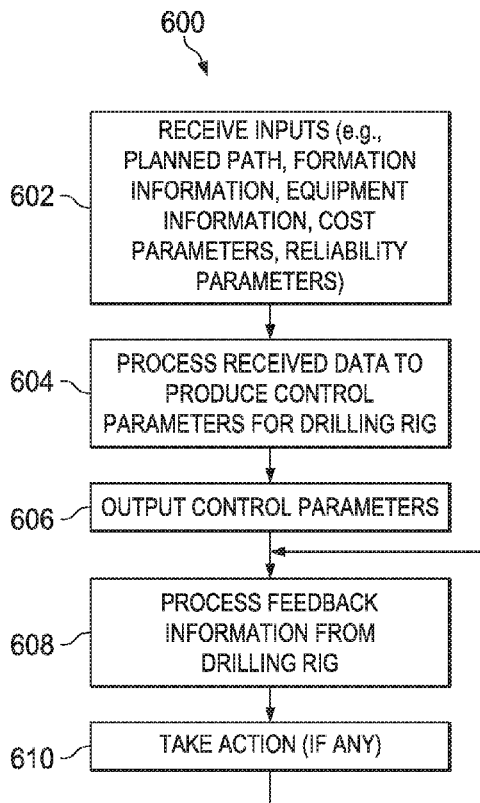 600
602
RECEIVE INPUTS (e.g.,
PLANNED PATH, FORMATION
INFORMATION, EQUIPMENT
INFORMATION, COST
PARAMETERS, RELIABILITY
PARAMETERS)
604
PROCESS RECEIVED DATA TO
PRODUCE CONTROL
PARAMETERS FOR DRILLING RIG
606
OUTPUT CONTROL PARAMETERS
608
PROCESS FEEDBACK
INFORMATION FROM
DRILLING RIG
610
TAKE ACTION (IF ANY)